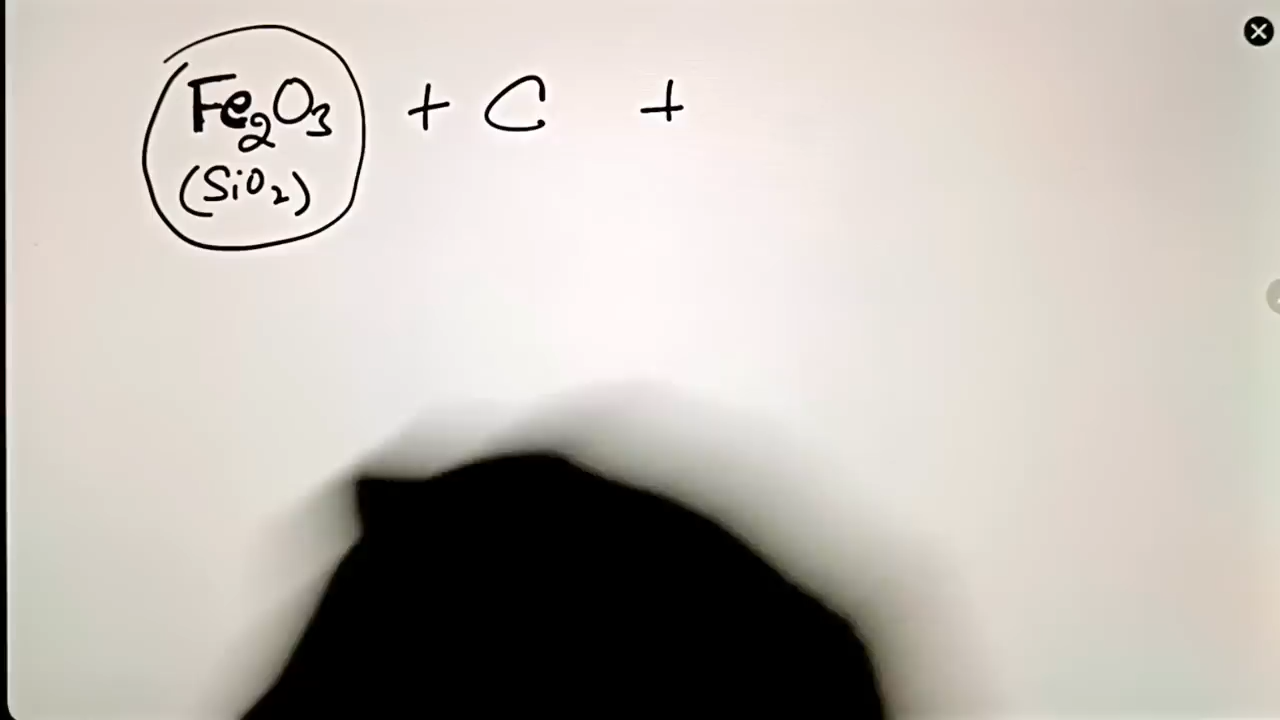 Fe₂O₃ + C +
(SiO₂)